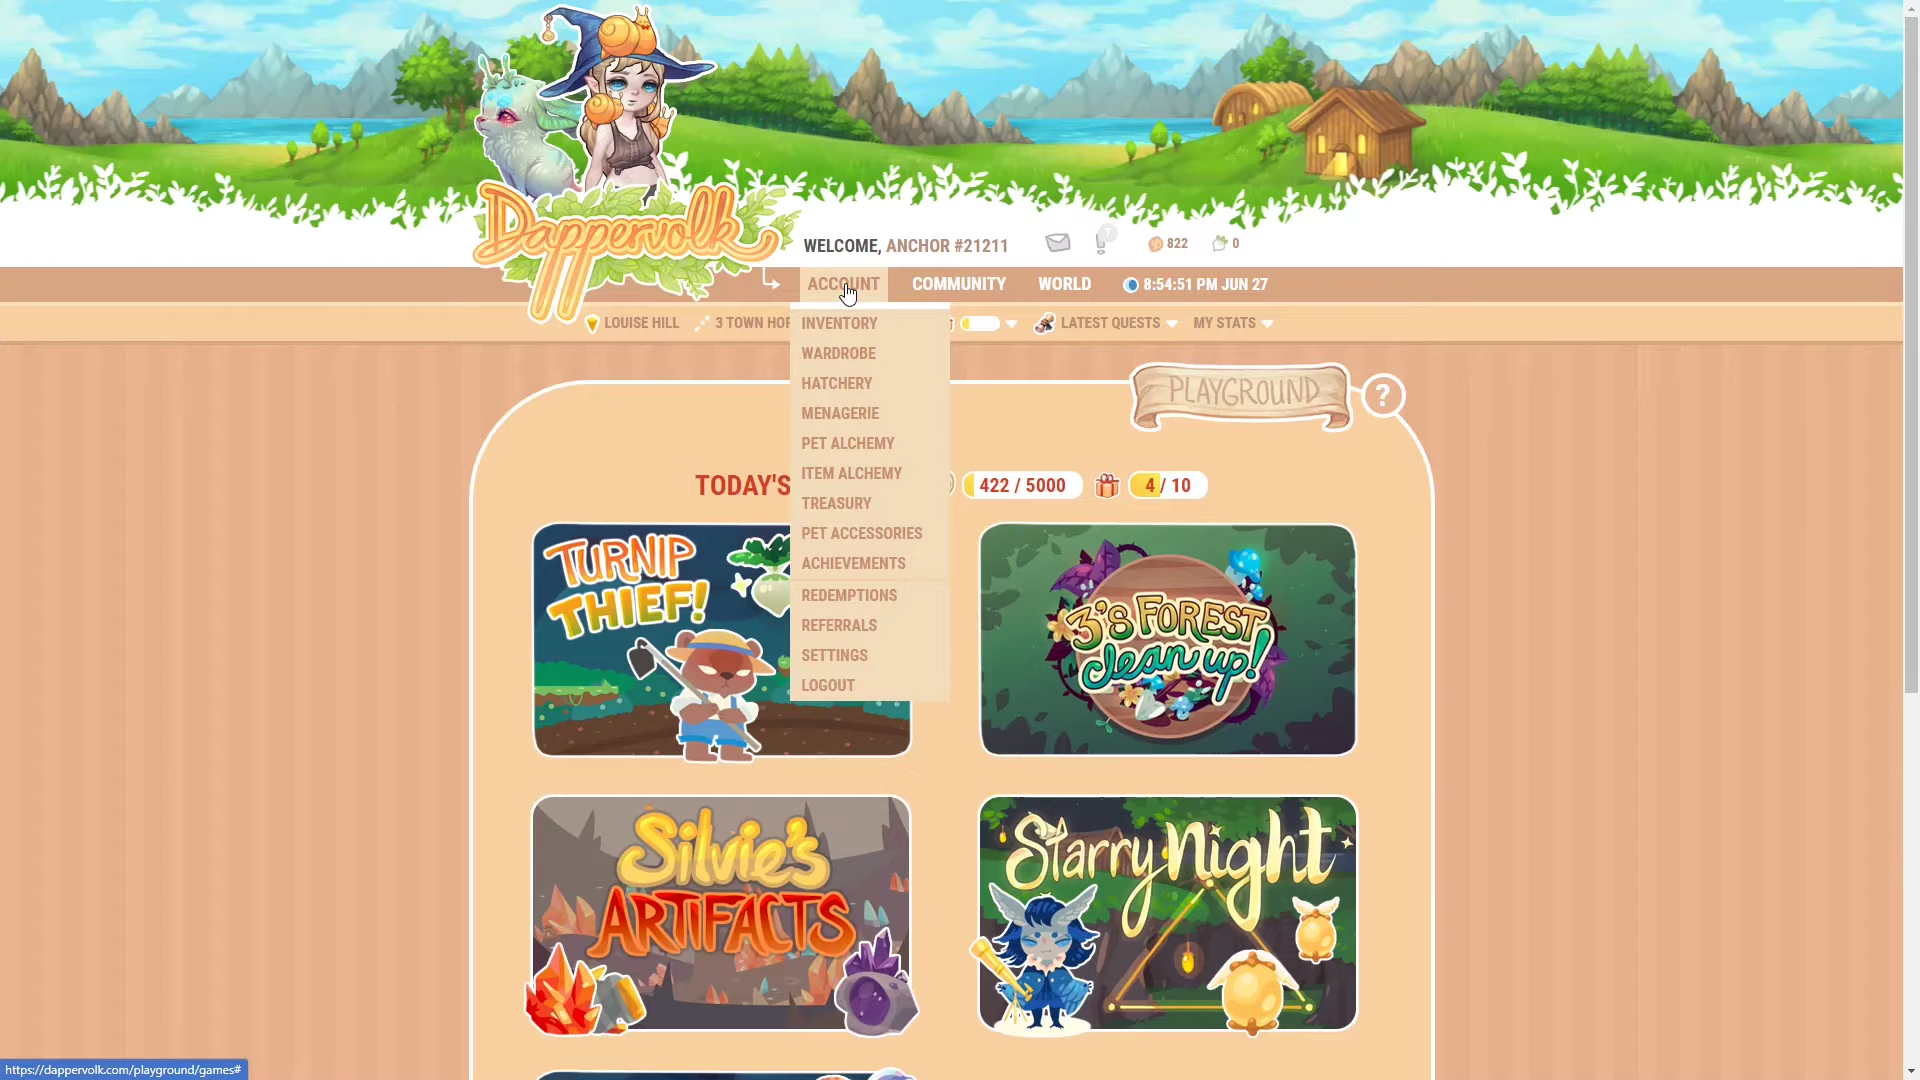 Dappervolk
WELCOME, ANCHOR #21211
7
822
0
ACCOUNT
COMMUNITY
WORLD
8:54:51 PM JUN 27
LOUISE HILL
3 TOWN HOP
LATEST QUESTS
MY STATS
INVENTORY
WARDROBE
HATCHERY
MENAGERIE
PET ALCHEMY
ITEM ALCHEMY
TREASURY
PET ACCESSORIES
ACHIEVEMENTS
REDEMPTIONS
REFERRALS
SETTINGS
LOGOUT
PLAYGROUND
?
TODAY'S
422 / 5000
4 / 10
TURNIP
THIEF!
3'S FOREST
clean up!
Silvie's
ARTIFACTS
Starry Night
https://dappervolk.com/playground/games#